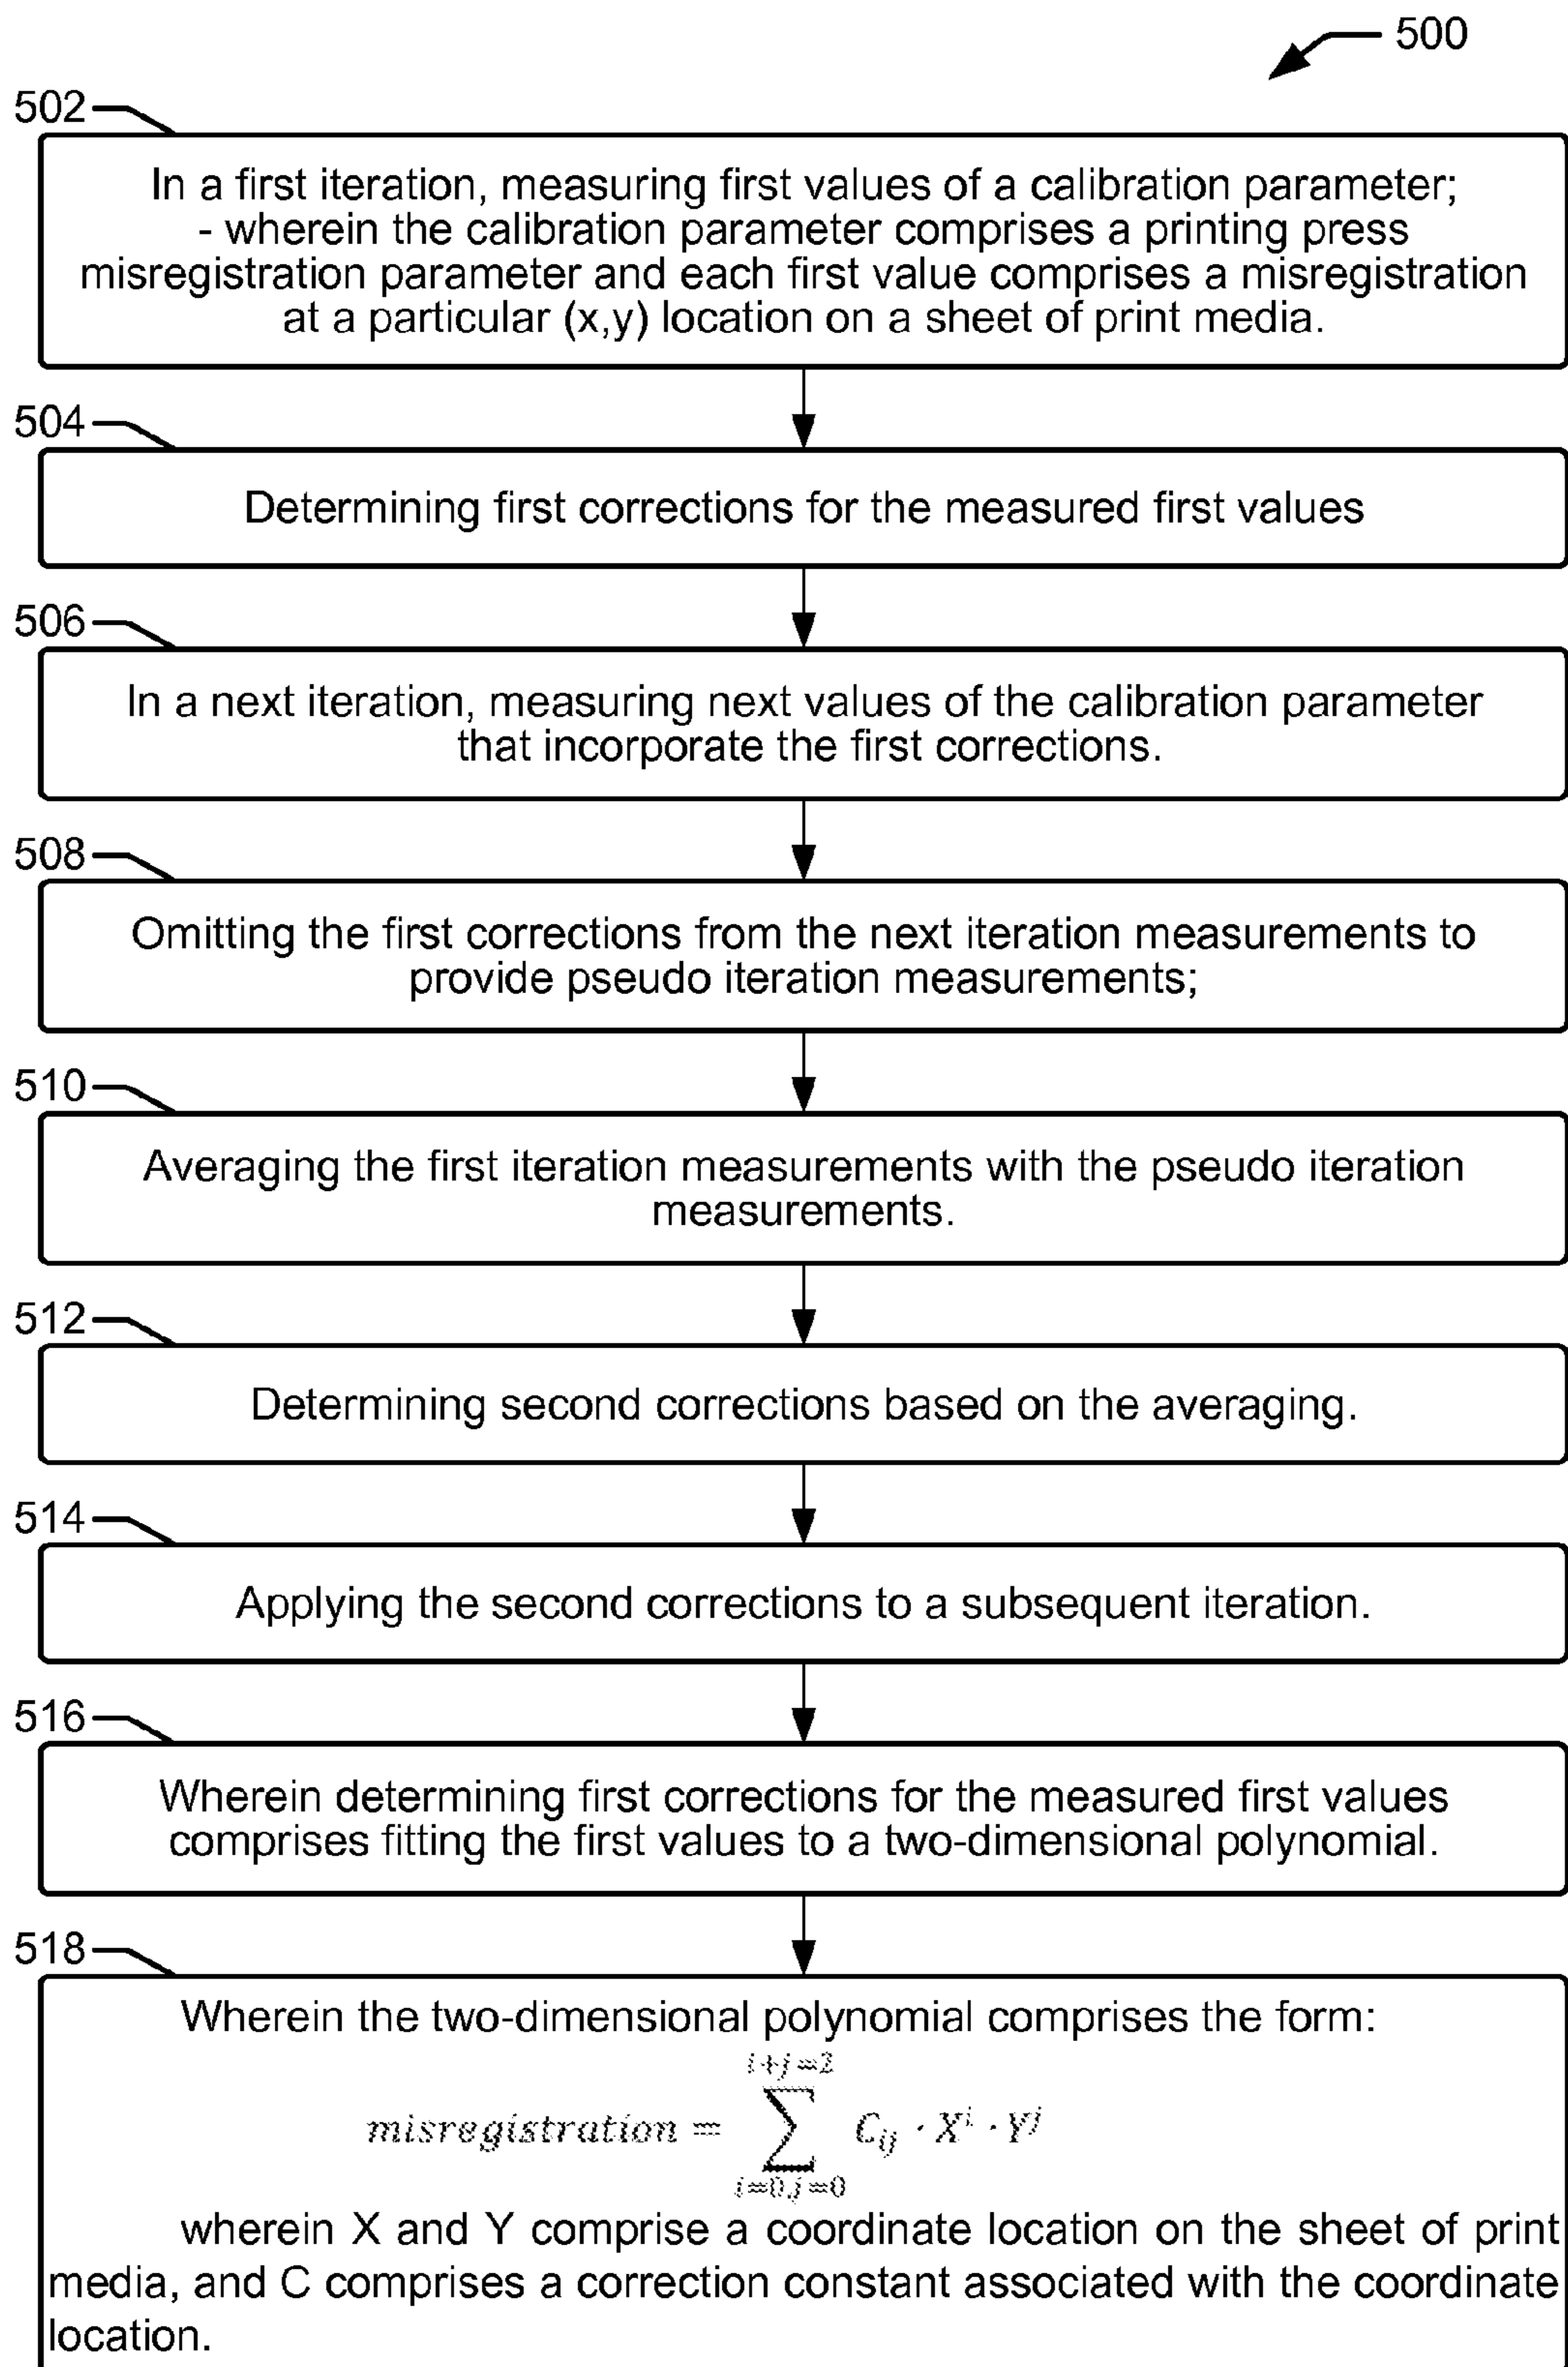 500
502
In a first iteration, measuring first values of a calibration parameter;
- wherein the calibration parameter comprises a printing press
misregistration parameter and each first value comprises a misregistration
at a particular (x,y) location on a sheet of print media.
504
Determining first corrections for the measured first values
506
In a next iteration, measuring next values of the calibration parameter
that incorporate the first corrections.
508
Omitting the first corrections from the next iteration measurements to
provide pseudo iteration measurements;
510
Averaging the first iteration measurements with the pseudo iteration
measurements.
512
Determining second corrections based on the averaging.
514
Applying the second corrections to a subsequent iteration.
516
Wherein determining first corrections for the measured first values
comprises fitting the first values to a two-dimensional polynomial.
518
Wherein the two-dimensional polynomial comprises the form:
i+j=2
misregistration = ∑ C_{ij} · X^i · Y^j
i=0,j=0
wherein X and Y comprise a coordinate location on the sheet of print
media, and C comprises a correction constant associated with the coordinate
location.